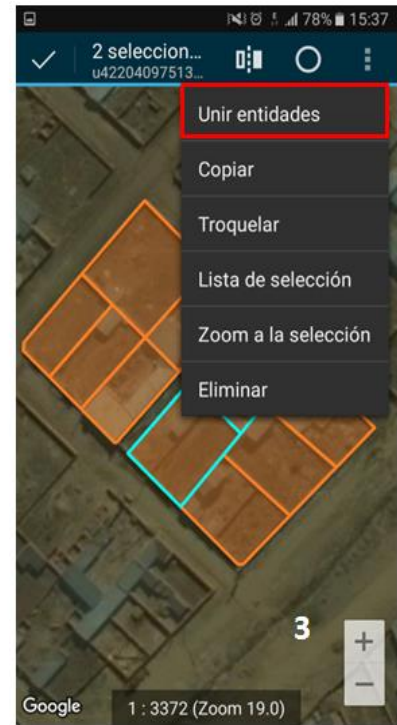 78% 15:37
2 seleccion...
u42204097513...
Unir entidades
Copiar
Troquelar
Lista de selección
Zoom a la selección
Eliminar
3
+
−
Google
1 : 3372 (Zoom 19.0)